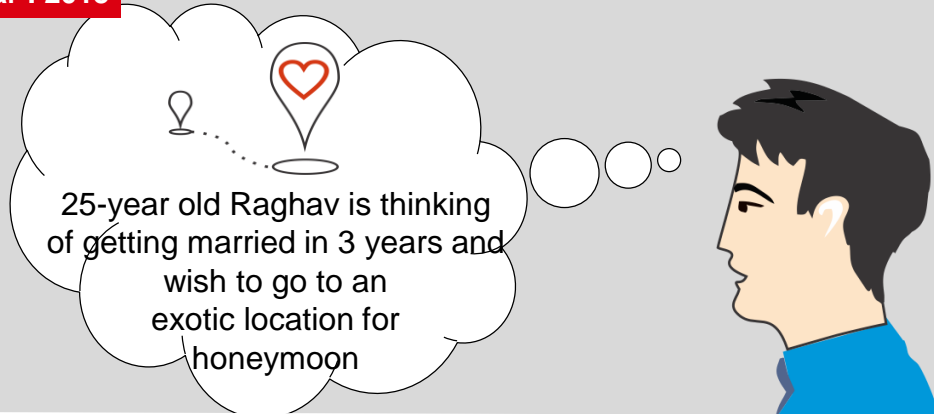 2018
25-year old Raghav is thinking
of getting married in 3 years and
wish to go to an
exotic location for
honeymoon